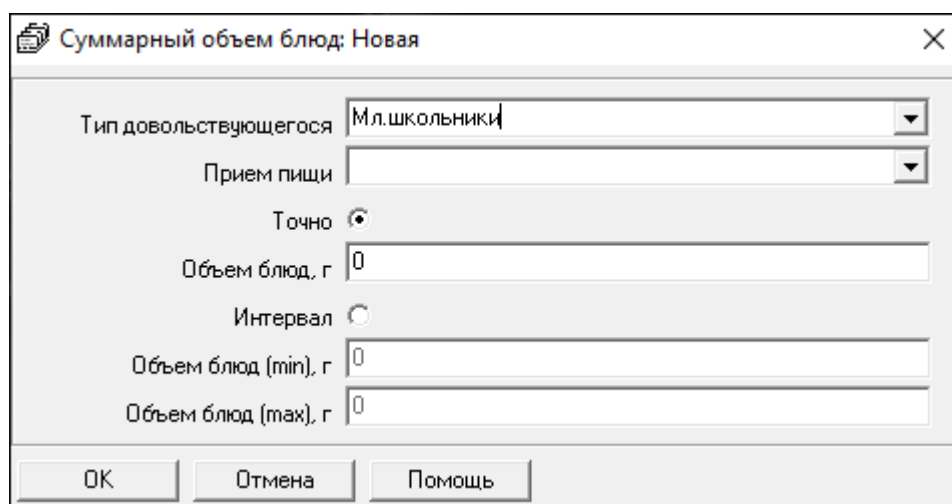 Суммарный объем блюд: Новая
Тип довольствующегося Мл.школьники
Прием пищи
Точно
Объем блюд, г 0
Интервал
Объем блюд (min), г 0
Объем блюд (max), г 0
OK Отмена Помощь